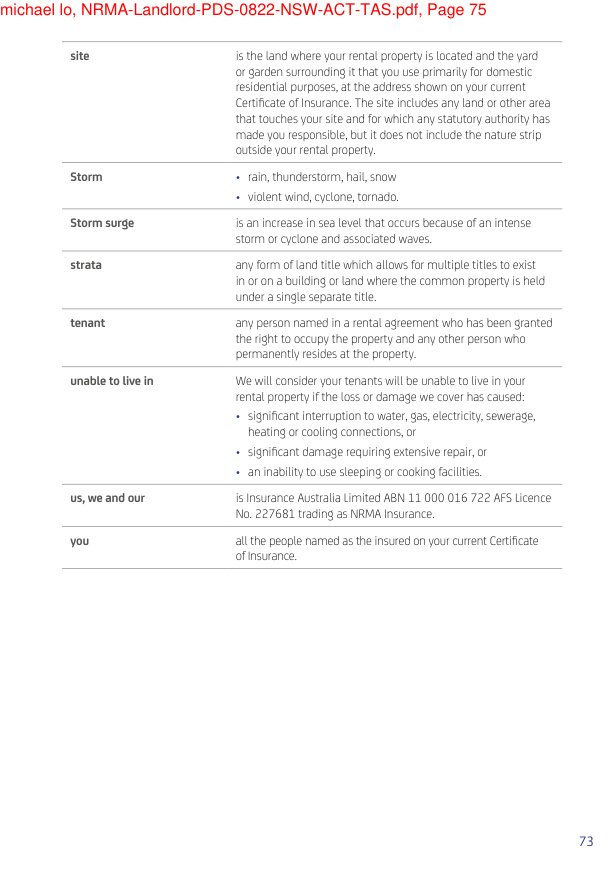 michael lo, NRMA-Landlord-PDS-0822-NSW-ACT-TAS.pdf, Page 75
site
is the land where your rental property is located and the yard
or garden surrounding it that you use primarily for domestic
residential purposes, at the address shown on your current
Certificate of Insurance. The site includes any land or other area
that touches your site and for which any statutory authority has
made you responsible, but it does not include the nature strip
outside your rental property.
Storm
• rain, thunderstorm, hail, snow
• violent wind, cyclone, tornado.
Storm surge
is an increase in sea level that occurs because of an intense
storm or cyclone and associated waves.
strata
any form of land title which allows for multiple titles to exist
in or on a building or land where the common property is held
under a single separate title.
tenant
any person named in a rental agreement who has been granted
the right to occupy the property and any other person who
permanently resides at the property.
unable to live in
We will consider your tenants will be unable to live in your
rental property if the loss or damage we cover has caused:
• significant interruption to water, gas, electricity, sewerage,
heating or cooling connections, or
• significant damage requiring extensive repair, or
• an inability to use sleeping or cooking facilities.
us, we and our
is Insurance Australia Limited ABN 11 000 016 722 AFS Licence
No. 227681 trading as NRMA Insurance.
you
all the people named as the insured on your current Certificate
of Insurance.
73